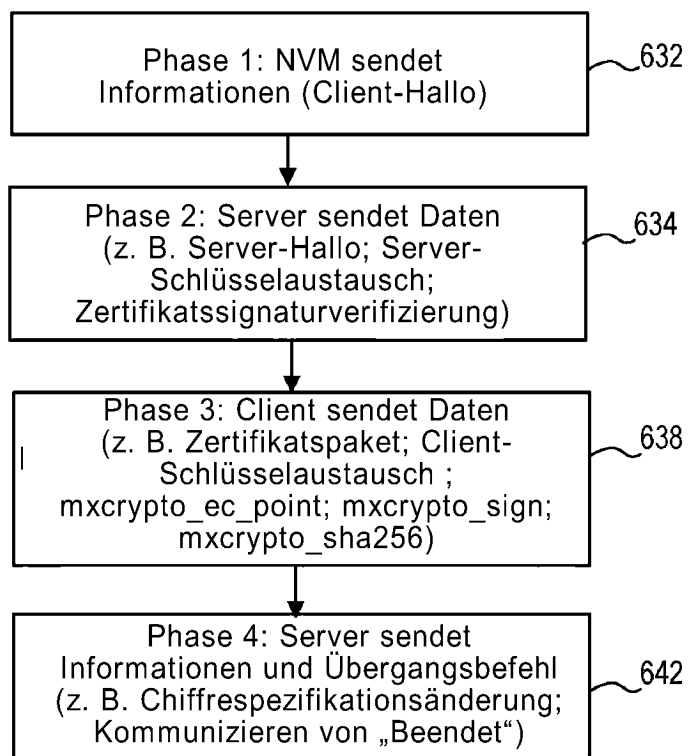 Phase 1: NVM sendet
Informationen (Client-Hallo)
632
Phase 2: Server sendet Daten
(z. B. Server-Hallo; Server-
Schlüsselaustausch;
Zertifikatssignaturverifizierung)
634
Phase 3: Client sendet Daten
(z. B. Zertifikatspaket; Client-
Schlüsselaustausch ;
mxcrypto_ec_point; mxcrypto_sign;
mxcrypto_sha256)
638
Phase 4: Server sendet
Informationen und Übergangsbefehl
(z. B. Chiffrespezifikationsänderung;
Kommunizieren von „Beendet“)
642